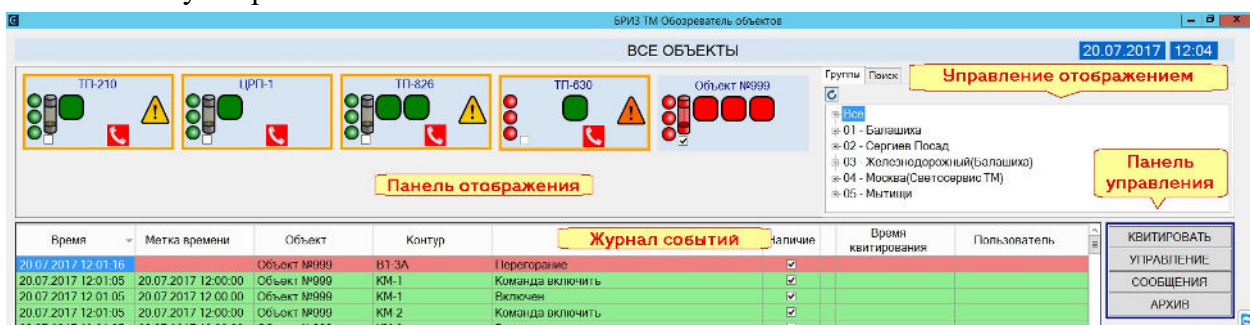 БРИЗ ТМ Обозреватель объектов
ВСЕ ОБЪЕКТЫ
20.07.2017 12:04
ТП-210
ЦРП-1
ТП-826
ТП-630
Объект №999
Панель отображения
Группы Поиск
Управление отображением
Все
01 - Балашиха
02 - Сергиев Посад
03 - Железнодорожный(Балашиха)
04 - Москва(Светосервис ТМ)
05 - Мытищи
Панель
управления
Время Метка времени Объект Контур Журнал событий Наличие Время квитирования Пользователь
20.07.2017 12:01:16 Объект №999 В1-3А Перегорание
20.07.2017 12:01:05 20.07.2017 12:00:00 Объект №999 КМ-1 Команда включить
20.07.2017 12:01:05 20.07.2017 12:00:00 Объект №999 КМ-1 Включен
20.07.2017 12:01:05 20.07.2017 12:00:00 Объект №999 КМ-2 Команда включить
КВИТИРОВАТЬ
УПРАВЛЕНИЕ
СООБЩЕНИЯ
АРХИВ